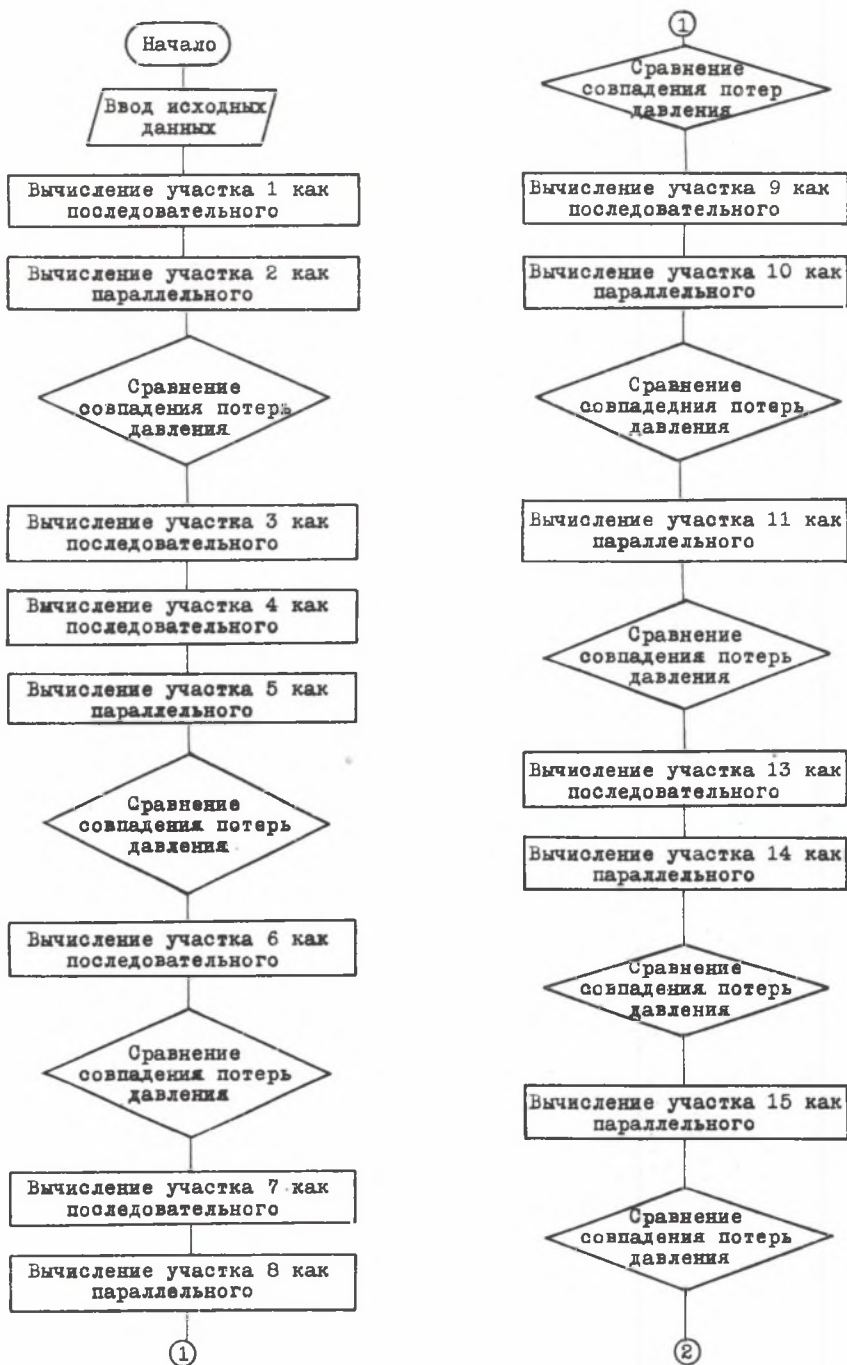 Начало
Ввод исходных
данных
Вычисление участка 1 как
последовательного
Вычисление участка 2 как
параллельного
Сравнение
совпадения потерь
давления
Вычисление участка 3 как
последовательного
Вычисление участка 4 как
последовательного
Вычисление участка 5 как
параллельного
Сравнение
совпадения потерь
давления
Вычисление участка 6 как
последовательного
Сравнение
совпадения потерь
давления
Вычисление участка 7 как
последовательного
Вычисление участка 8 как
параллельного
1
1
Сравнение
совпадения потер
давления
Вычисление участка 9 как
последовательного
Вычисление участка 10 как
параллельного
Сравнение
совпадедния потерь
давления
Вычисление участка 11 как
параллельного
Сравнение
совпадения потерь
давления
Вычисление участка 13 как
последовательного
Вычисление участка 14 как
параллельного
Сравнение
совпадения потерь
давления
Вычисление участка 15 как
параллельного
Сравнение
совпадения потерь
давления
2